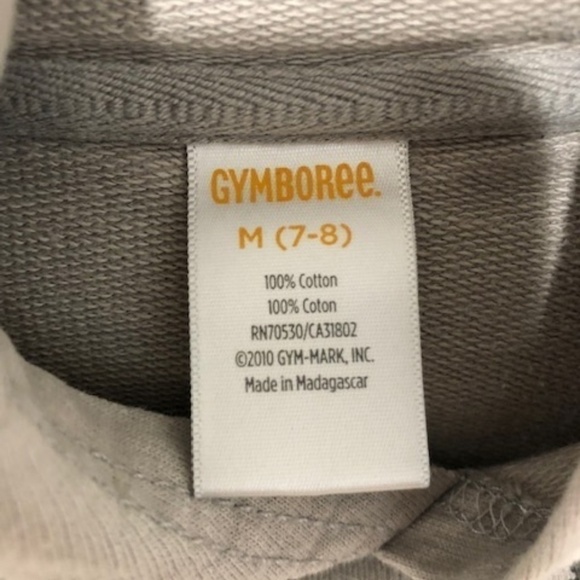 GYMBOREE.
M (7-8)
100% Cotton
100% Coton
RN70530/CA31802
©2010 GYM-MARK, INC.
Made in Madagascar